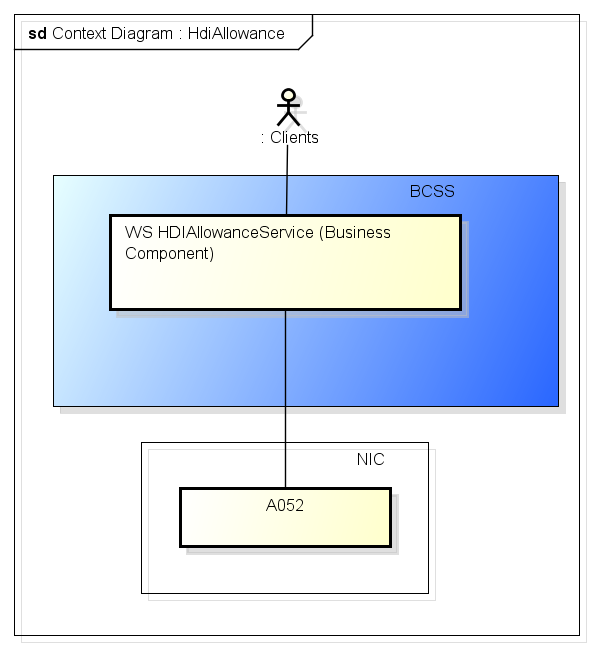 sd Context Diagram : HdiAllowance
: Clients
BCSS
WS HDIAllowanceService (Business
Component)
NIC
A052